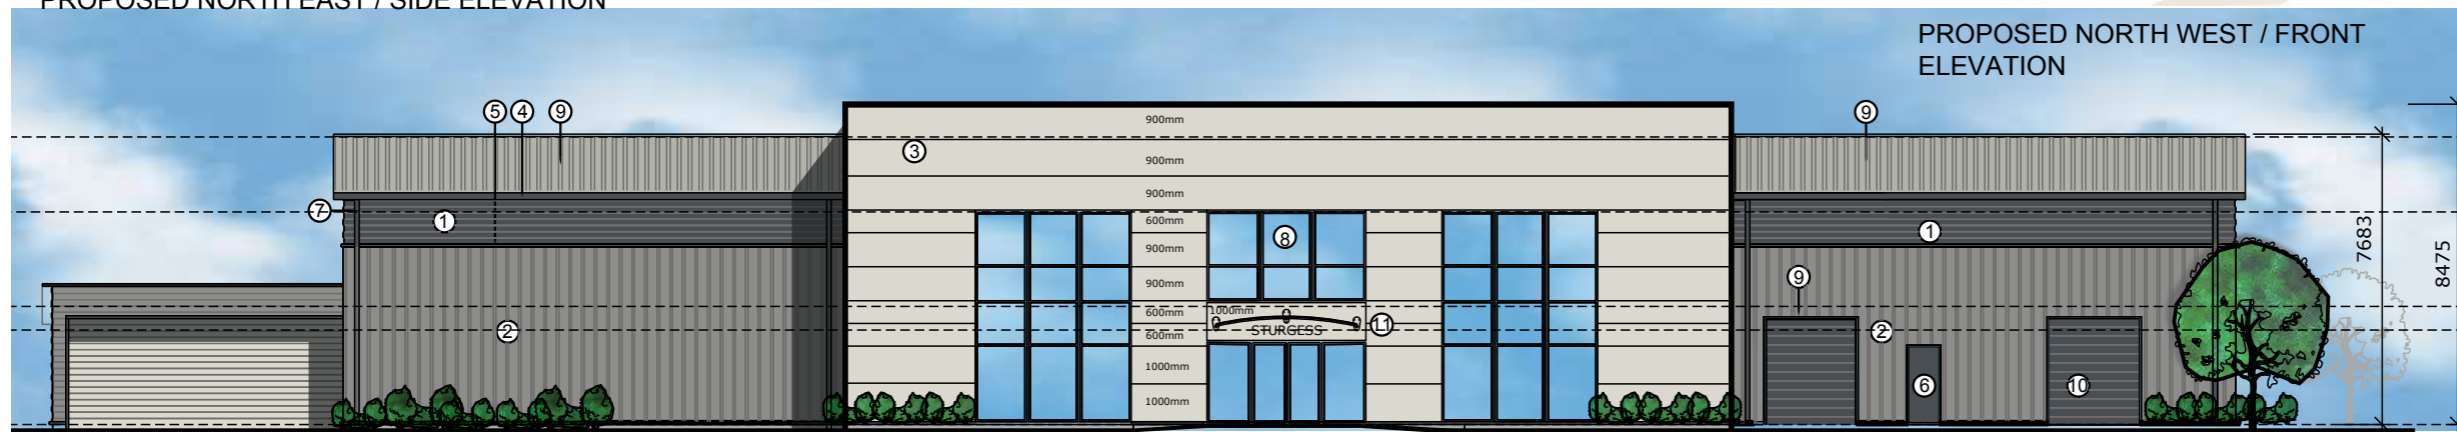 PROPOSED NORTH EAST / SIDE ELEVATION
PROPOSED NORTH WEST / FRONT
ELEVATION
5 4 9
9
900mm
3
900mm
900mm
7
1
600mm
8
1
900mm
7683
8475
900mm
9
1000mm
600mm
11
STURGESS
2
2
600mm
1000mm
6
10
1000mm